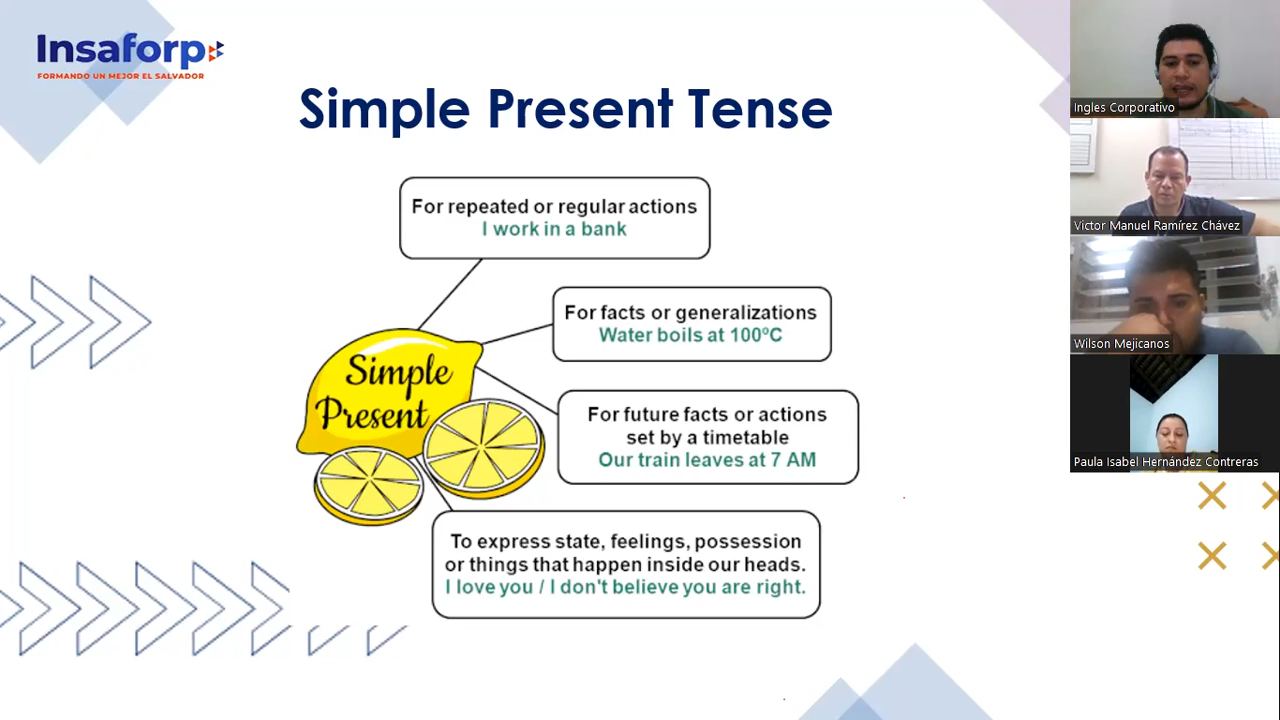 Insaforp
FORMANDO UN MEJOR EL SALVADOR
Simple Present Tense
For repeated or regular actions
I work in a bank
For facts or generalizations
Water boils at 100ºC
Simple
Present
For future facts or actions
set by a timetable
Our train leaves at 7 AM
To express state, feelings, possession
or things that happen inside our heads.
I love you / I don't believe you are right.
Ingles Corporativo
Victor Manuel Ramírez Chávez
Wilson Mejicanos
Paula Isabel Hernández Contreras